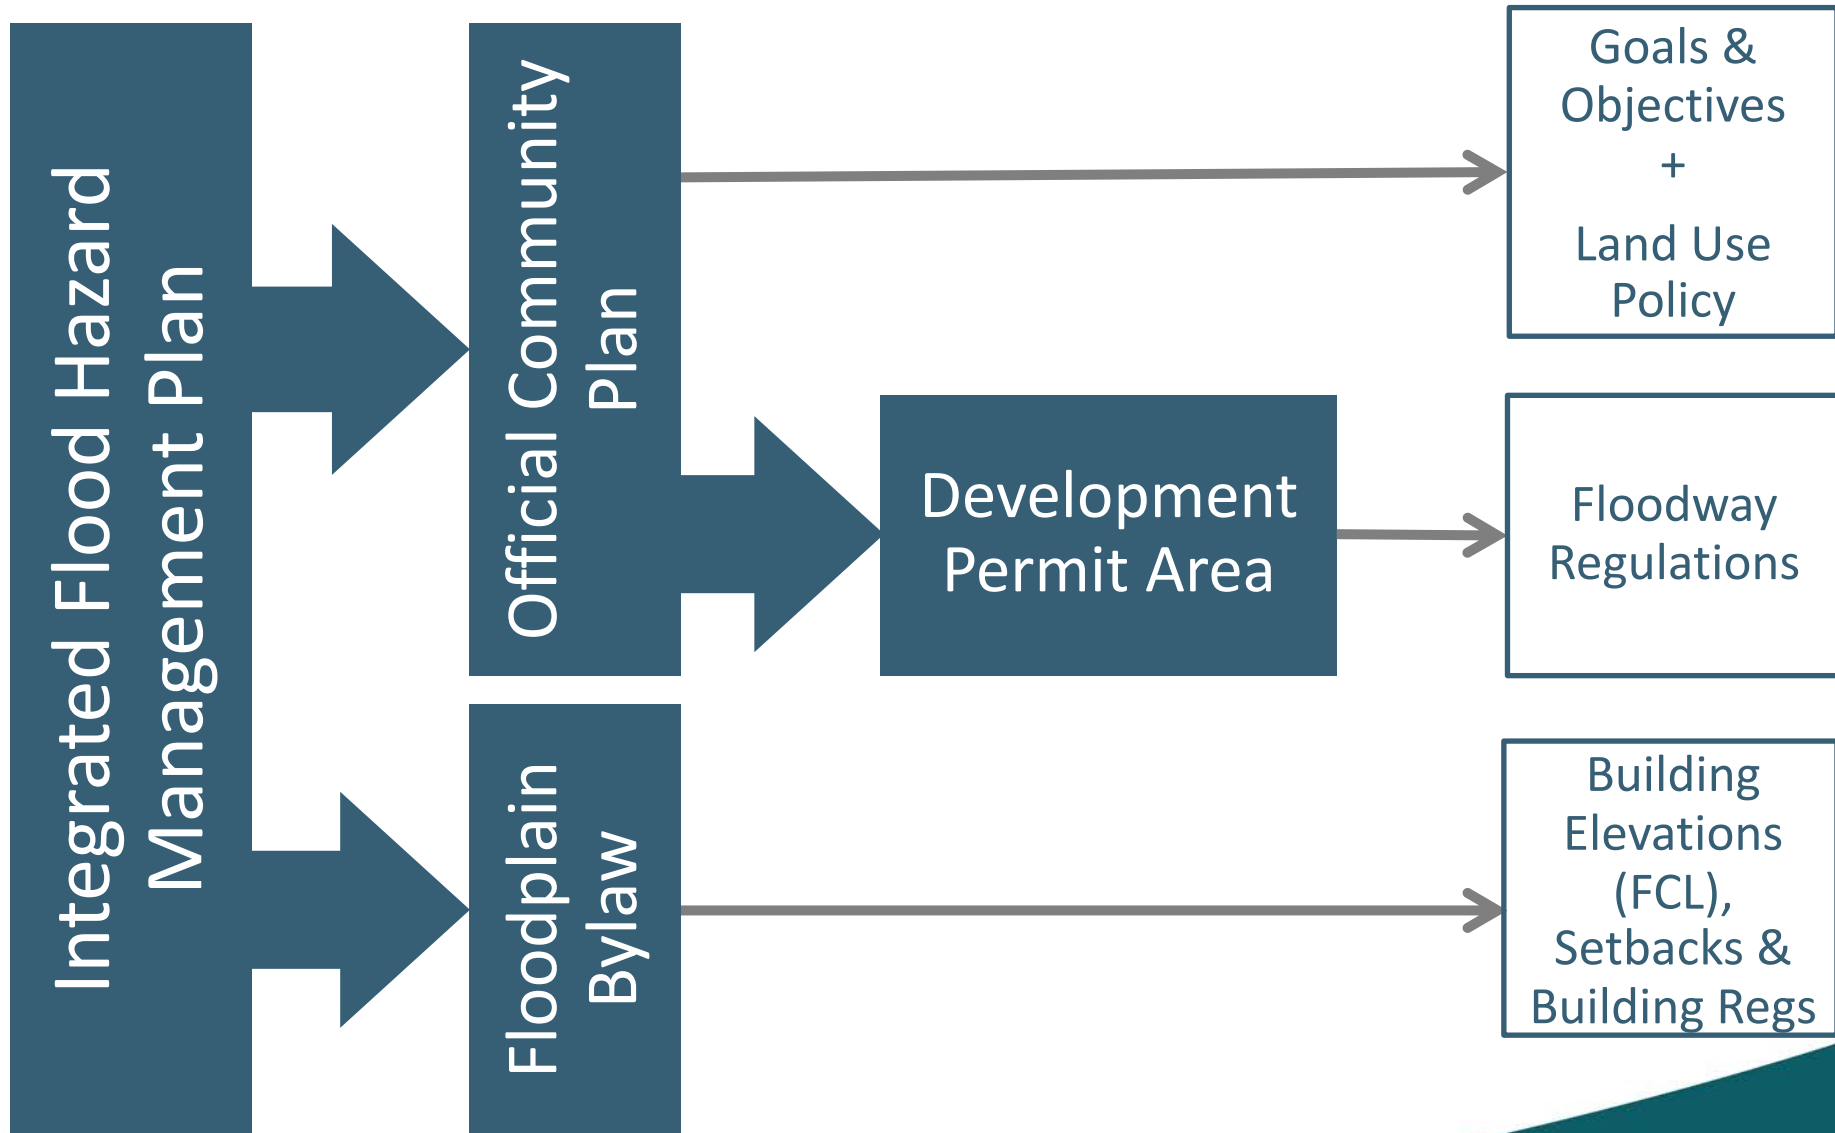 Integrated Flood Hazard
Management Plan
Official Community
Plan
Goals &
Objectives
+
Land Use
Policy
Development
Permit Area
Floodway
Regulations
Floodplain
Bylaw
Building
Elevations
(FCL),
Setbacks &
Building Regs